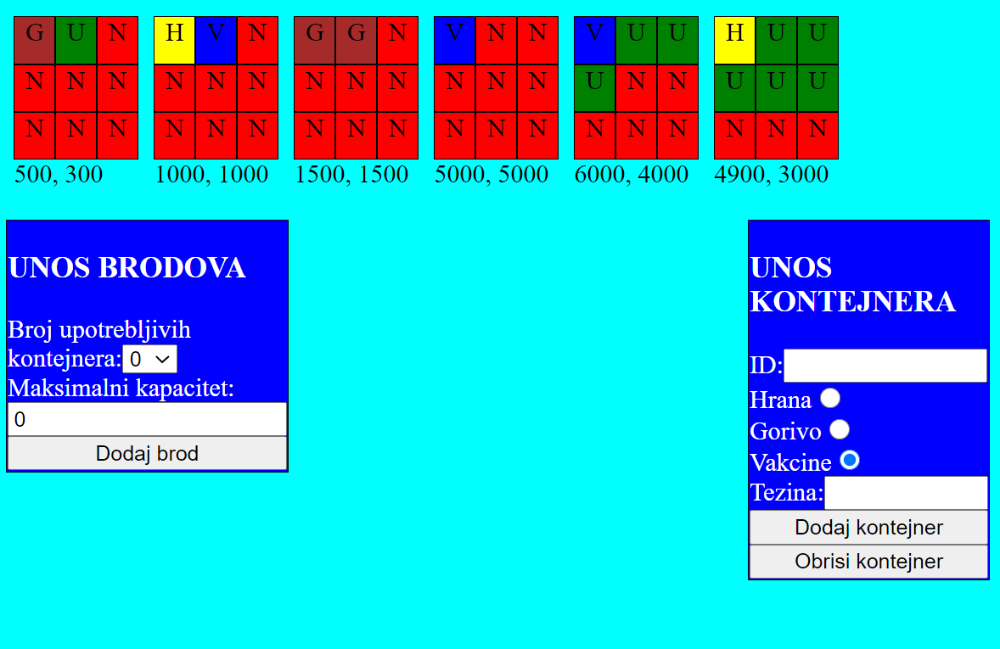 G U N H V N G G N V N N V U U H U U
N N N N N N N N N N N N U N N U U U
N N N N N N N N N N N N N N N N N N
500, 300 1000, 1000 1500, 1500 5000, 5000 6000, 4000 4900, 3000
UNOS BRODOVA
Broj upotrebljivih
kontejnera: 0
Maksimalni kapacitet:
0
Dodaj brod
UNOS
KONTEJNERA
ID:
Hrana
Gorivo
Vakcine
Tezina:
Dodaj kontejner
Obrisi kontejner